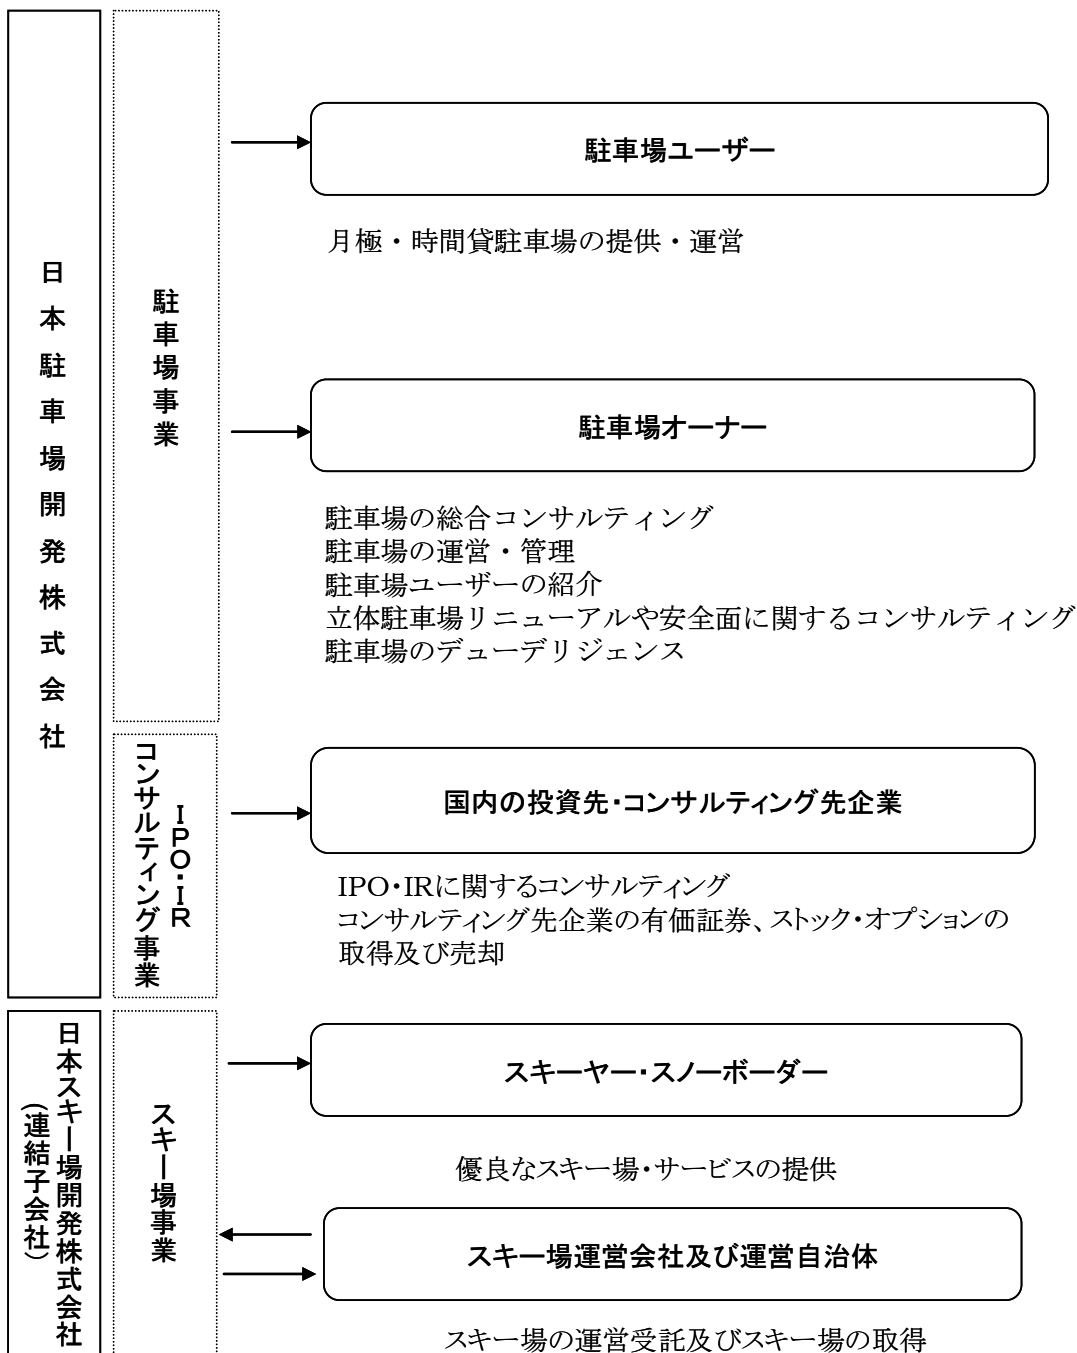 日本駐車場開発株式会社
駐車場事業
駐車場ユーザー
月極・時間貸駐車場の提供・運営
駐車場オーナー
駐車場の総合コンサルティング
駐車場の運営・管理
駐車場ユーザーの紹介
立体駐車場リニューアルや安全面に関するコンサルティング
駐車場のデューデリジェンス
IPO・IR
コンサルティング事業
国内の投資先・コンサルティング先企業
IPO・IRに関するコンサルティング
コンサルティング先企業の有価証券、ストック・オプションの
取得及び売却
日本スキー場開発株式会社
(連結子会社)
スキー場事業
スキーヤー・スノーボーダー
優良なスキー場・サービスの提供
スキー場運営会社及び運営自治体
スキー場の運営受託及びスキー場の取得